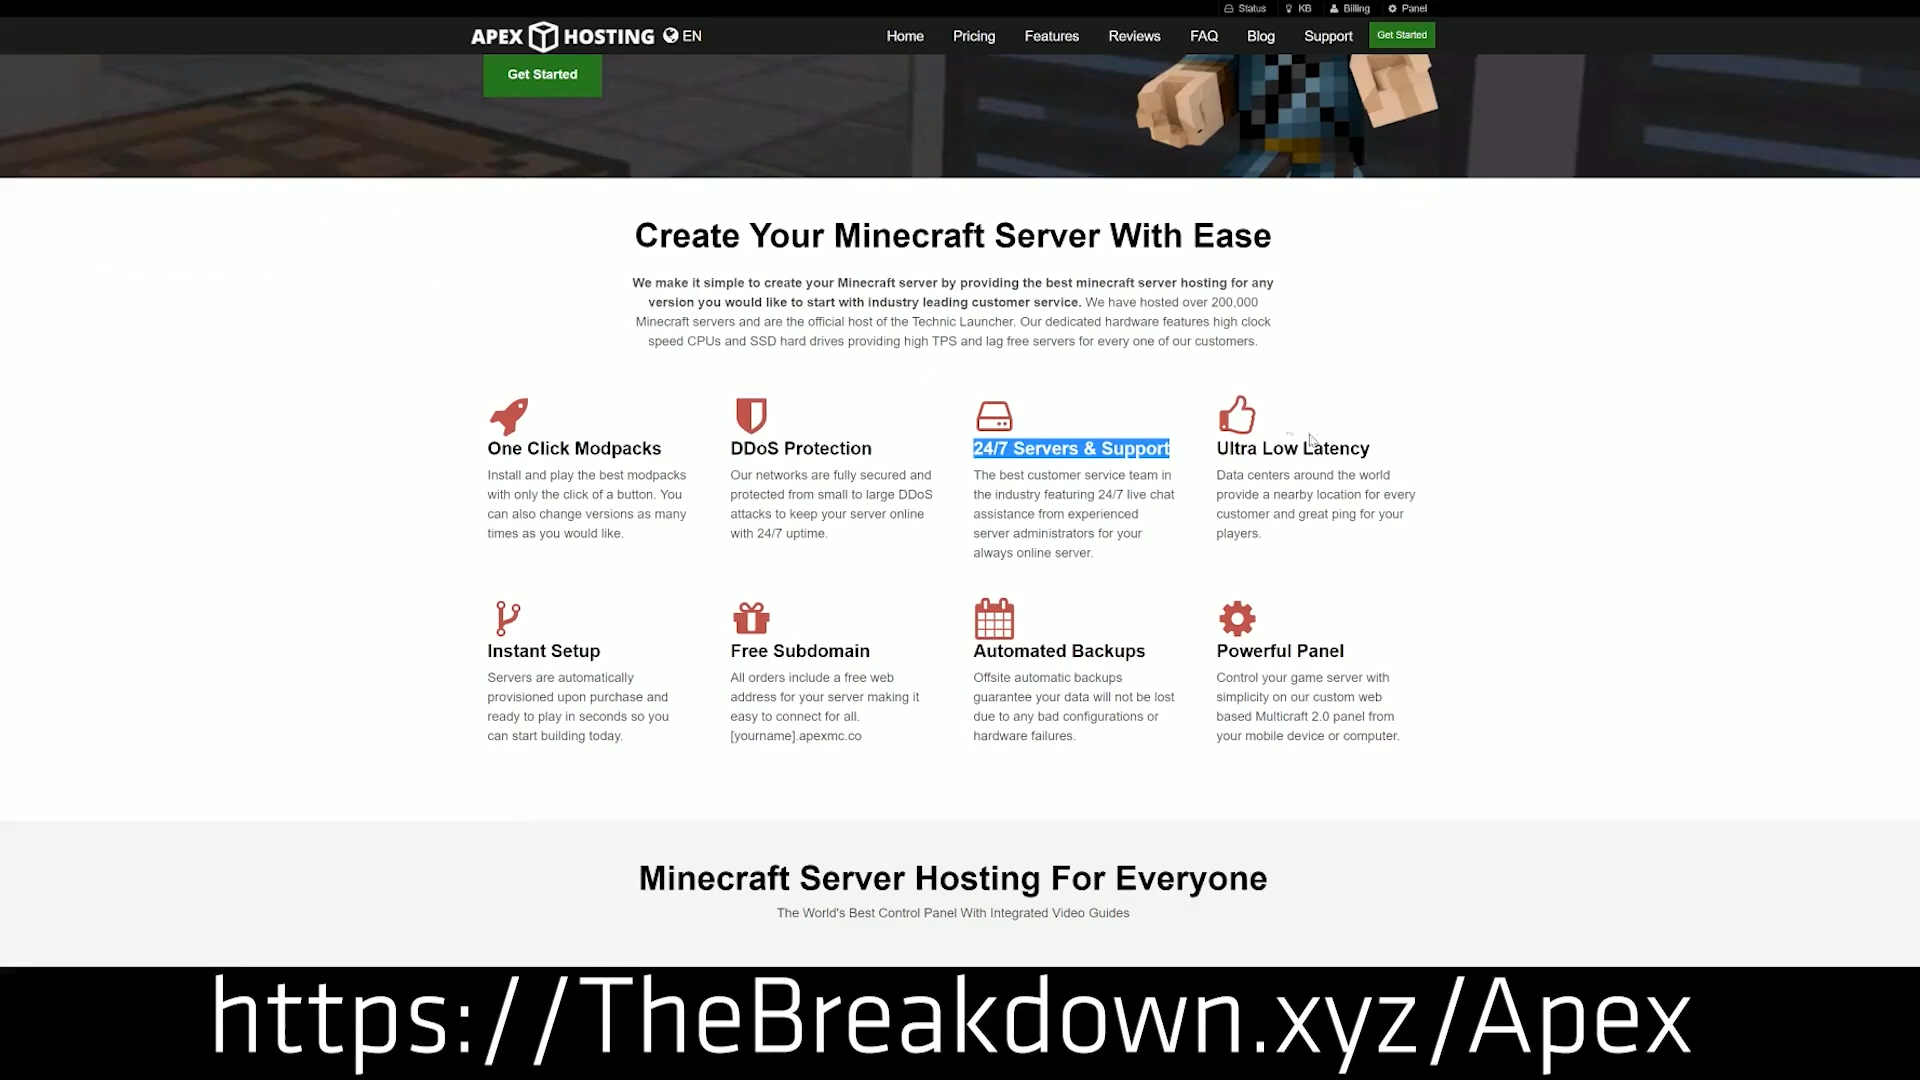 Status KB Billing Panel
APEX HOSTING EN Home Pricing Features Reviews FAQ Blog Support Get Started
Get Started
Create Your Minecraft Server With Ease
We make it simple to create your Minecraft server by providing the best minecraft server hosting for any
version you would like to start with industry leading customer service. We have hosted over 200,000
Minecraft servers and are the official host of the Technic Launcher. Our dedicated hardware features high clock
speed CPUs and SSD hard drives providing high TPS and lag free servers for every one of our customers.
One Click Modpacks
Install and play the best modpacks
with only the click of a button. You
can also change versions as many
times as you would like.
DDoS Protection
Our networks are fully secured and
protected from small to large DDoS
attacks to keep your server online
with 24/7 uptime.
24/7 Servers & Support
The best customer service team in
the industry featuring 24/7 live chat
assistance from experienced
server administrators for your
always online server.
Ultra Low Latency
Data centers around the world
provide a nearby location for every
customer and great ping for your
players.
Instant Setup
Servers are automatically
provisioned upon purchase and
ready to play in seconds so you
can start building today.
Free Subdomain
All orders include a free web
address for your server making it
easy to connect for all.
[yourname].apexmc.co
Automated Backups
Offsite automatic backups
guarantee your data will not be lost
due to any bad configurations or
hardware failures.
Powerful Panel
Control your game server with
simplicity on our custom web
based Multicraft 2.0 panel from
your mobile device or computer.
Minecraft Server Hosting For Everyone
The World's Best Control Panel With Integrated Video Guides
https://TheBreakdown.xyz/Apex